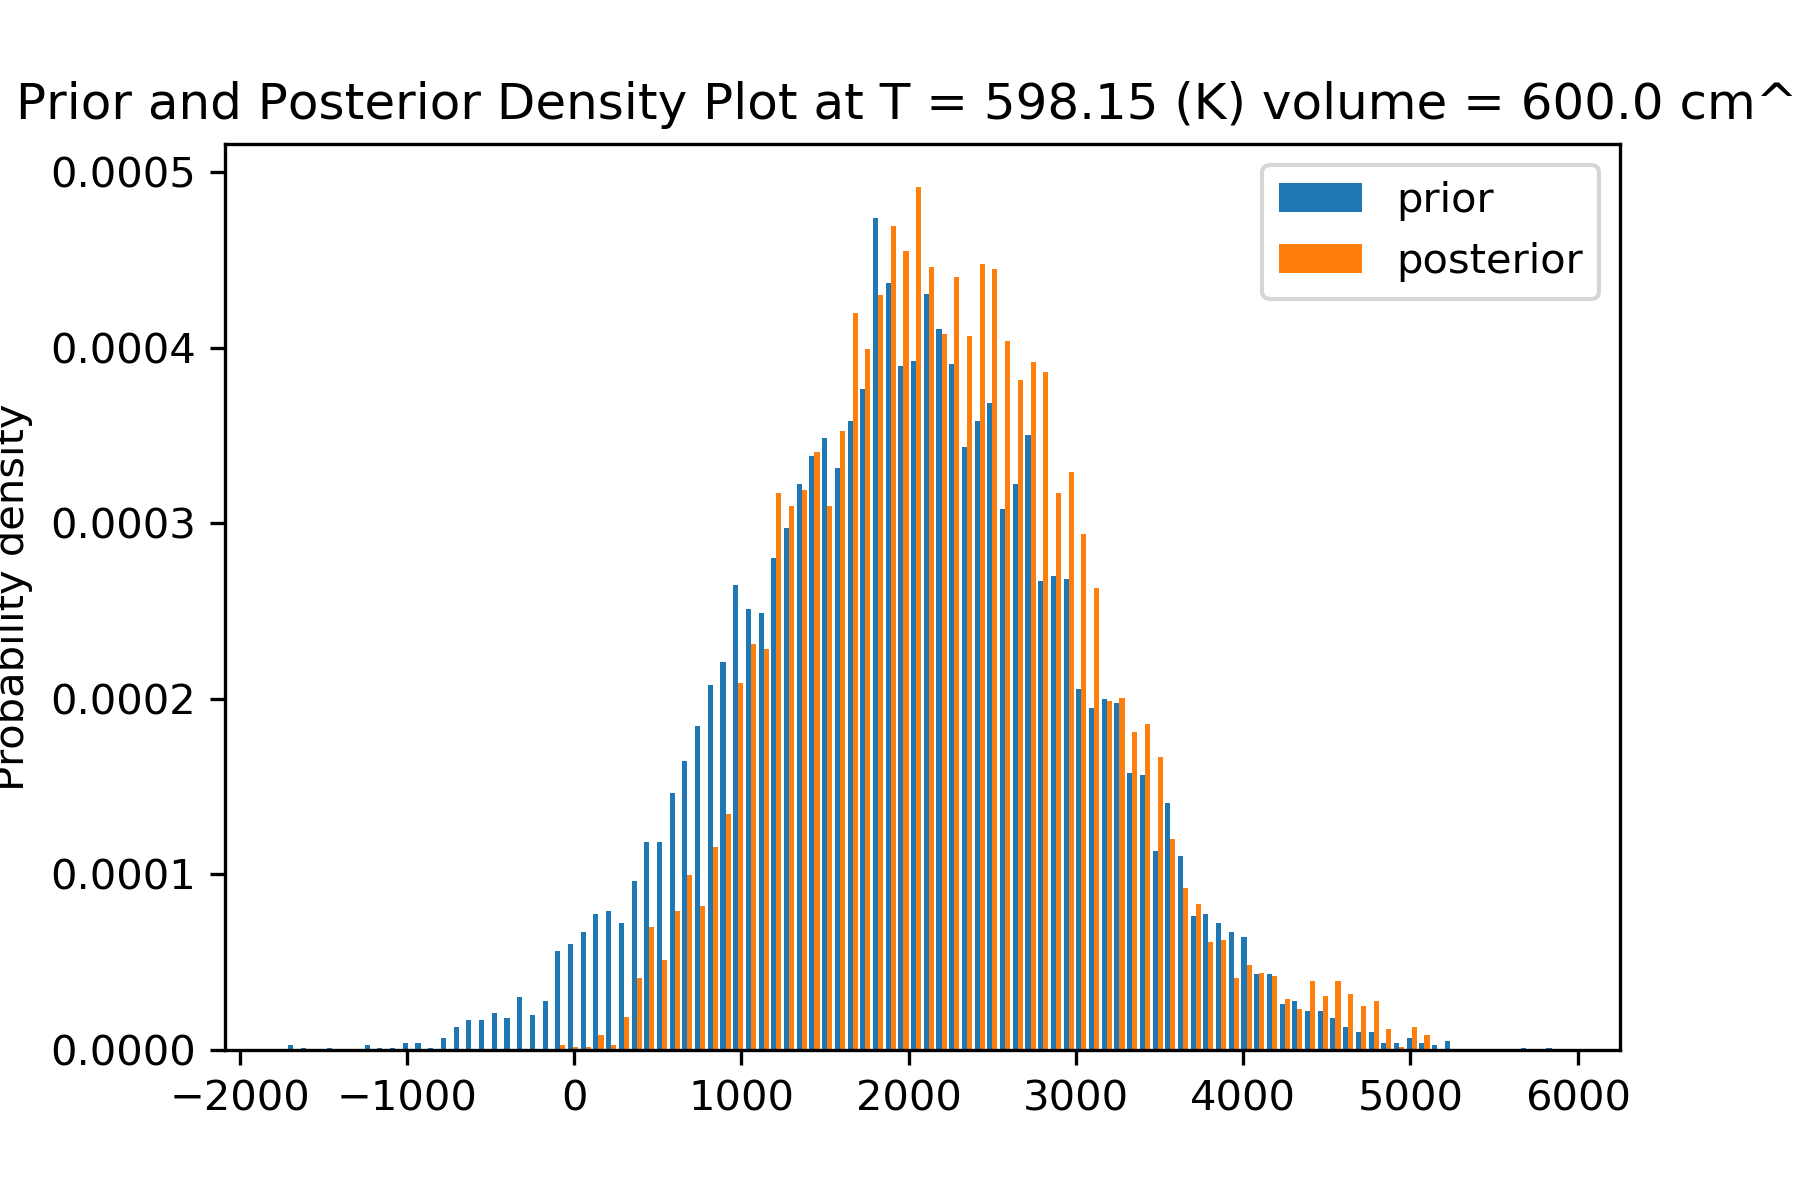 Prior and Posterior Density Plot at T = 598.15 (K) volume = 600.0 cm^
prior
posterior
Probability density
0.0005
0.0004
0.0003
0.0002
0.0001
0.0000
−2000 −1000 0 1000 2000 3000 4000 5000 6000